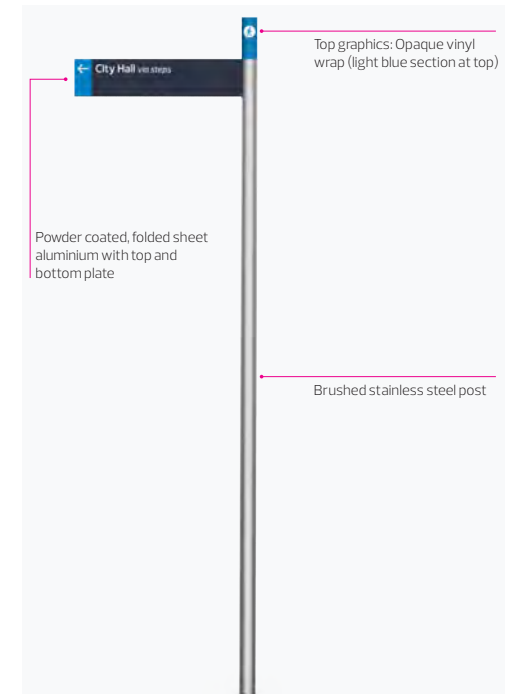 Top graphics: Opaque vinyl
wrap (light blue section at top)
← City Hall via steps
Powder coated, folded sheet
aluminium with top and
bottom plate
Brushed stainless steel post